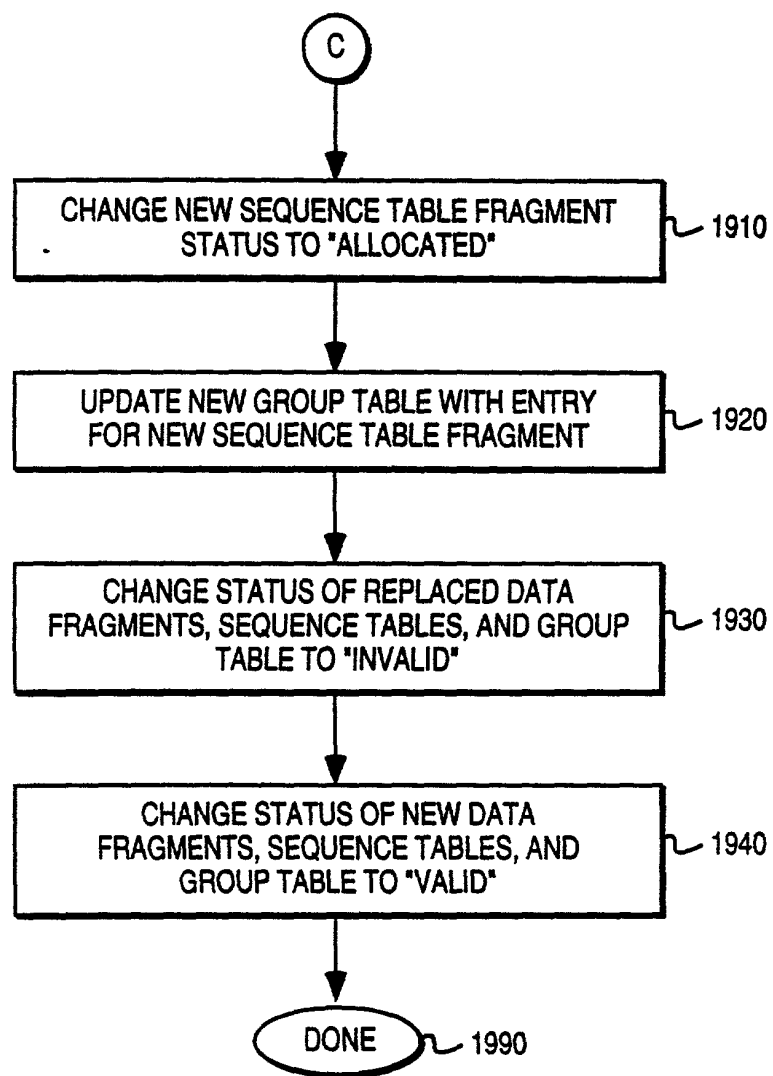 C
CHANGE NEW SEQUENCE TABLE FRAGMENT
STATUS TO "ALLOCATED"
1910
UPDATE NEW GROUP TABLE WITH ENTRY
FOR NEW SEQUENCE TABLE FRAGMENT
1920
CHANGE STATUS OF REPLACED DATA
FRAGMENTS, SEQUENCE TABLES, AND GROUP
TABLE TO "INVALID"
1930
CHANGE STATUS OF NEW DATA
FRAGMENTS, SEQUENCE TABLES, AND
GROUP TABLE TO "VALID"
1940
DONE
1990